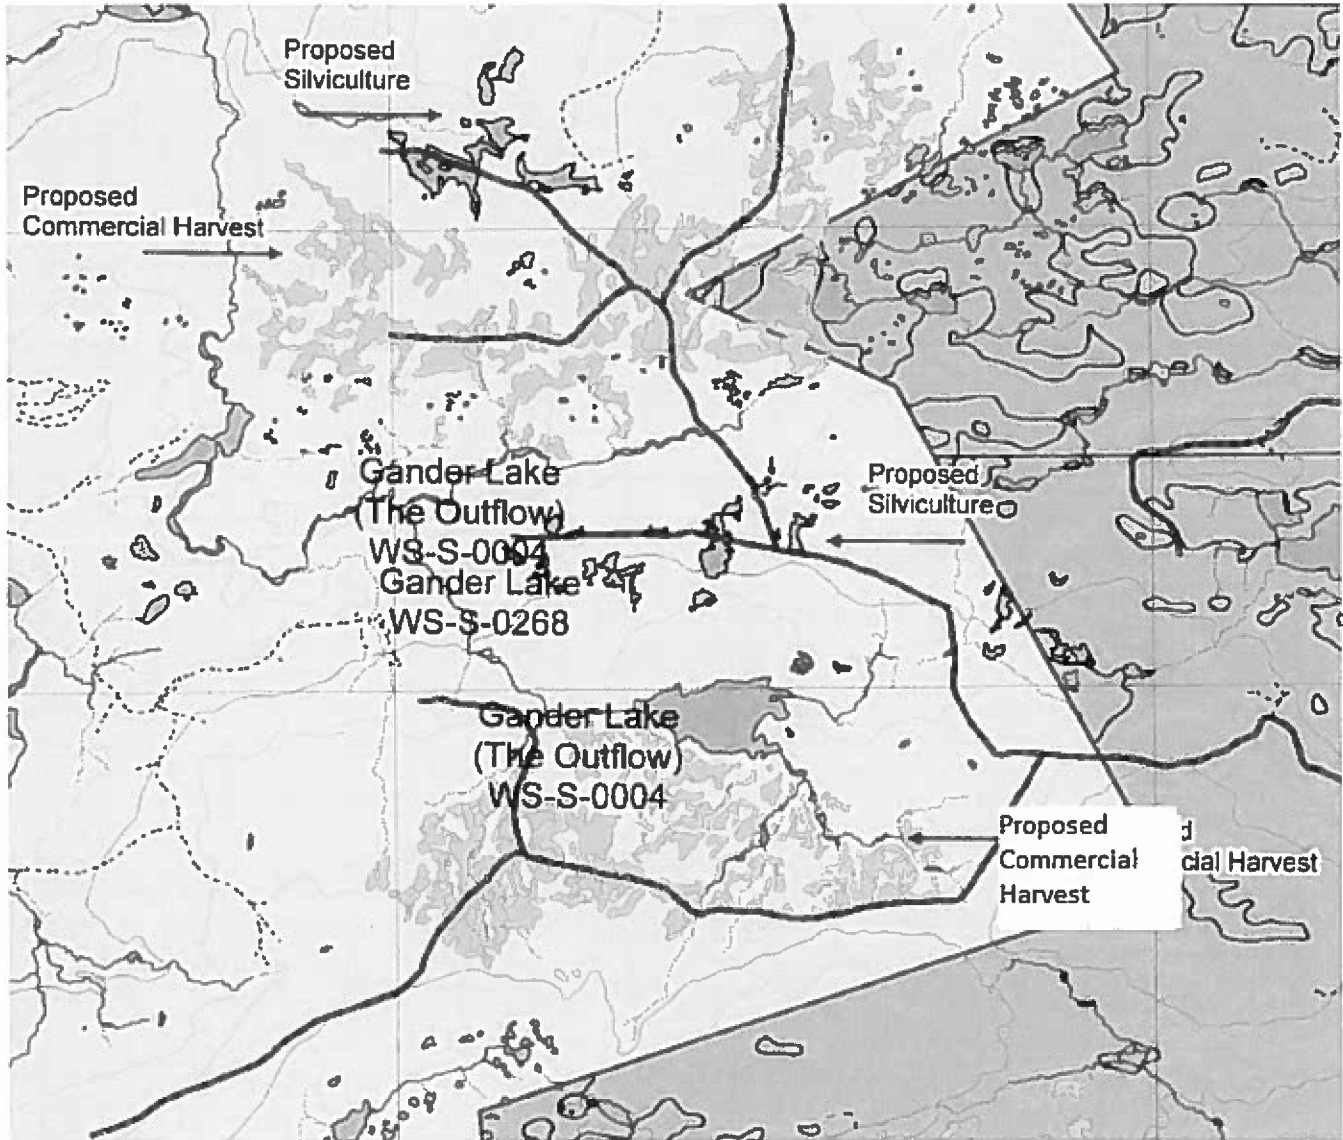 Proposed
Silviculture
Proposed
Commercial Harvest
Gander Lake
(The Outflow)
WS-S-0004
Gander Lake
WS-S-0268
Proposed
Silviculture
Gander Lake
(The Outflow)
WS-S-0004
Proposed
Commercial
Harvest
d
cial Harvest